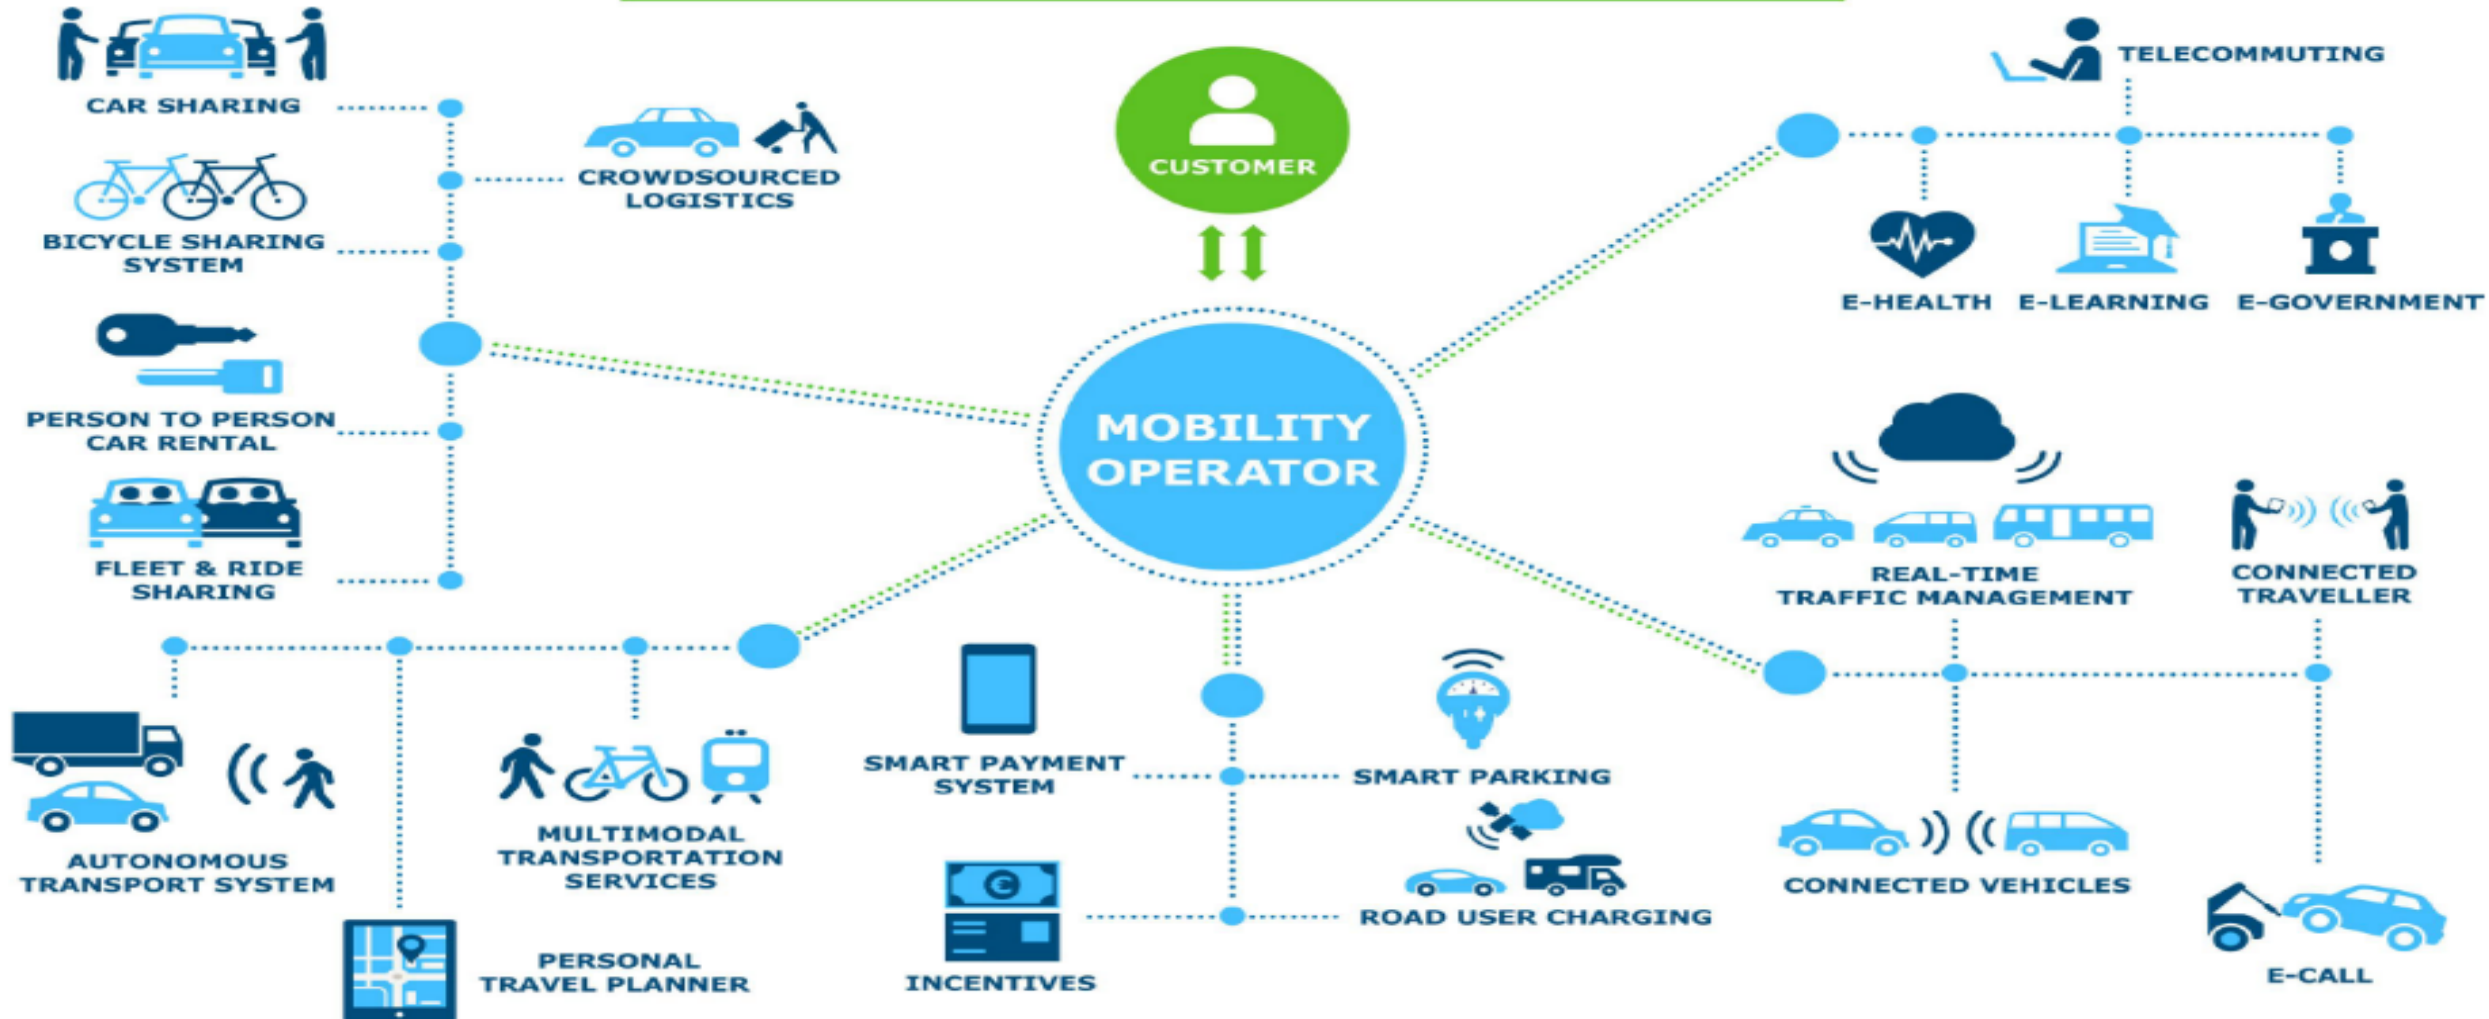 CAR SHARING
BICYCLE SHARING
SYSTEM
PERSON TO PERSON
CAR RENTAL
FLEET & RIDE
SHARING
CROWDSOURCED
LOGISTICS
CUSTOMER
MOBILITY
OPERATOR
TELECOMMUTING
E-HEALTH
E-LEARNING
E-GOVERNMENT
REAL-TIME
TRAFFIC MANAGEMENT
CONNECTED
TRAVELLER
CONNECTED VEHICLES
E-CALL
SMART PAYMENT
SYSTEM
SMART PARKING
INCENTIVES
ROAD USER CHARGING
AUTONOMOUS
TRANSPORT SYSTEM
MULTIMODAL
TRANSPORTATION
SERVICES
PERSONAL
TRAVEL PLANNER